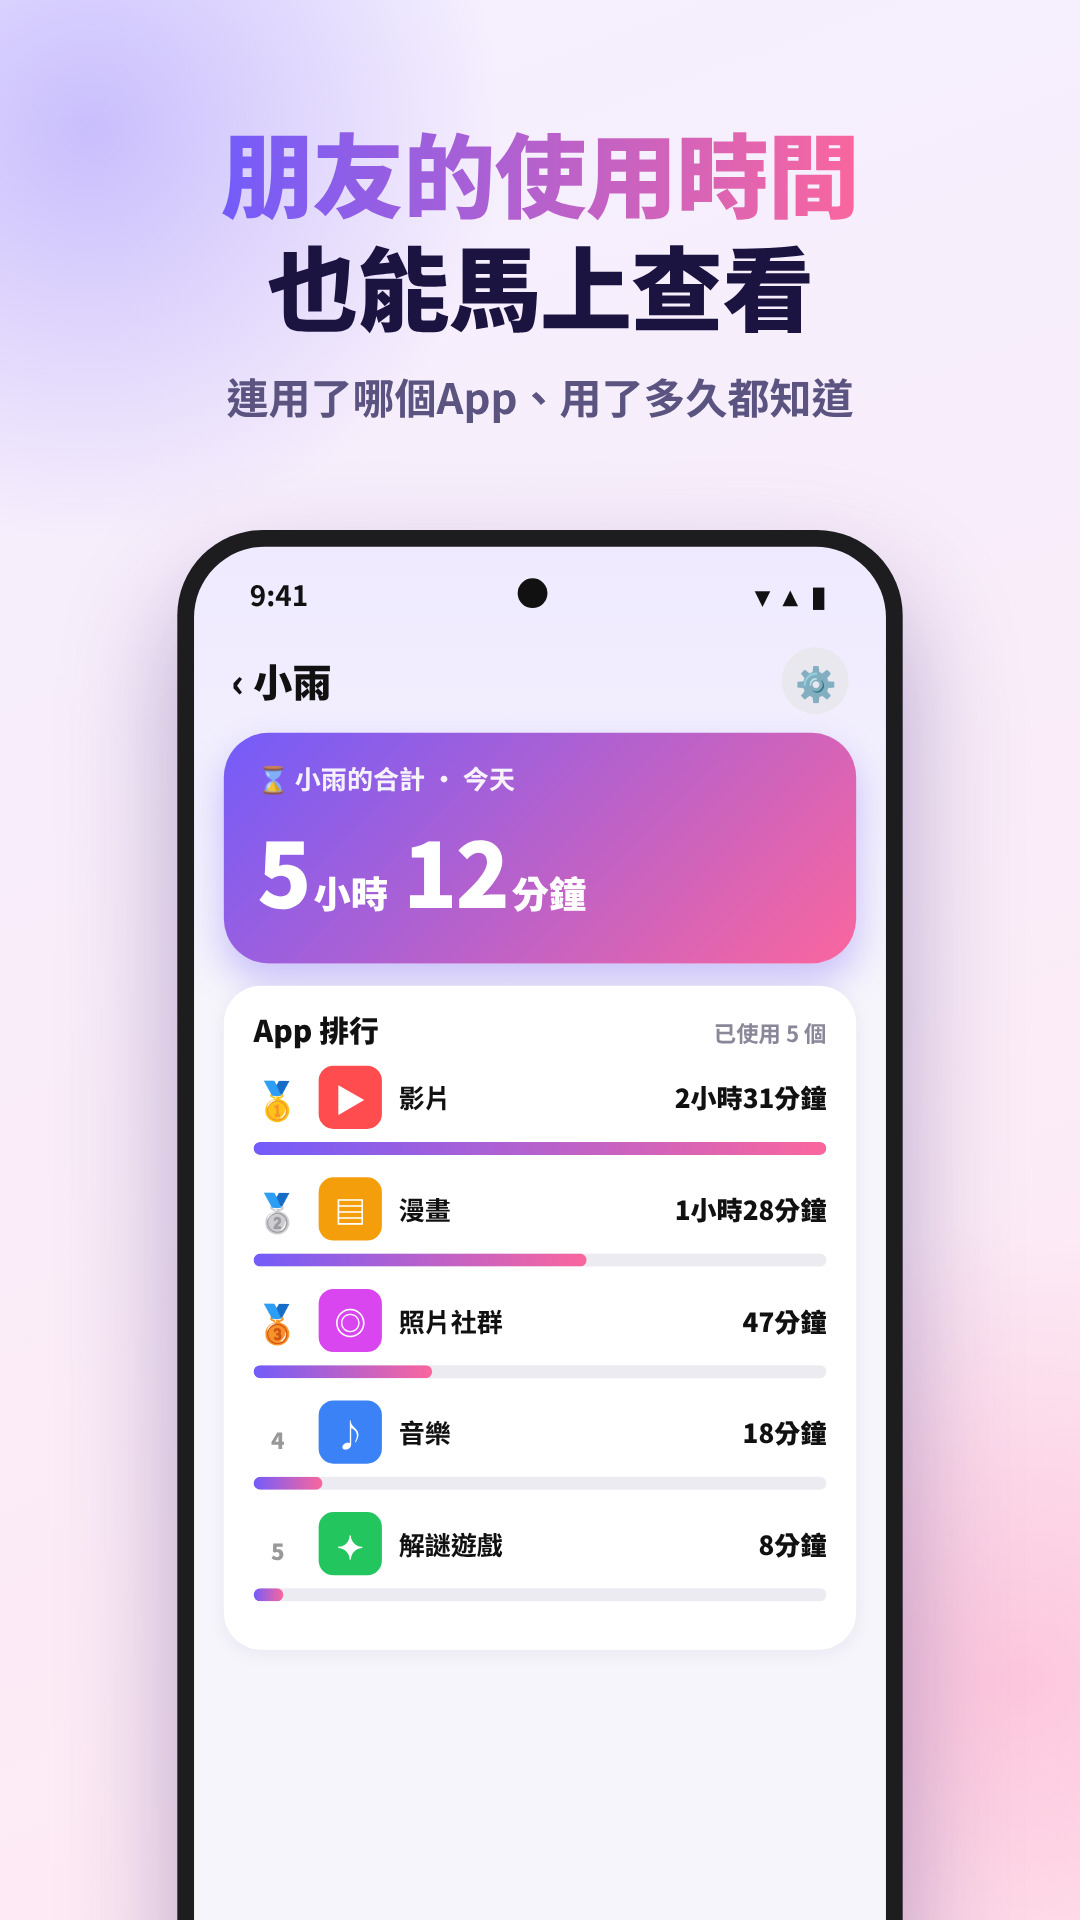 朋友的使用時間
也能馬上查看
連用了哪個App、用了多久都知道
9:41
‹ 小雨
小雨的合計・今天
5小時 12分鐘
App 排行
已使用 5 個
1 影片 2小時31分鐘
2 漫畫 1小時28分鐘
3 照片社群 47分鐘
4 音樂 18分鐘
5 解謎遊戲 8分鐘